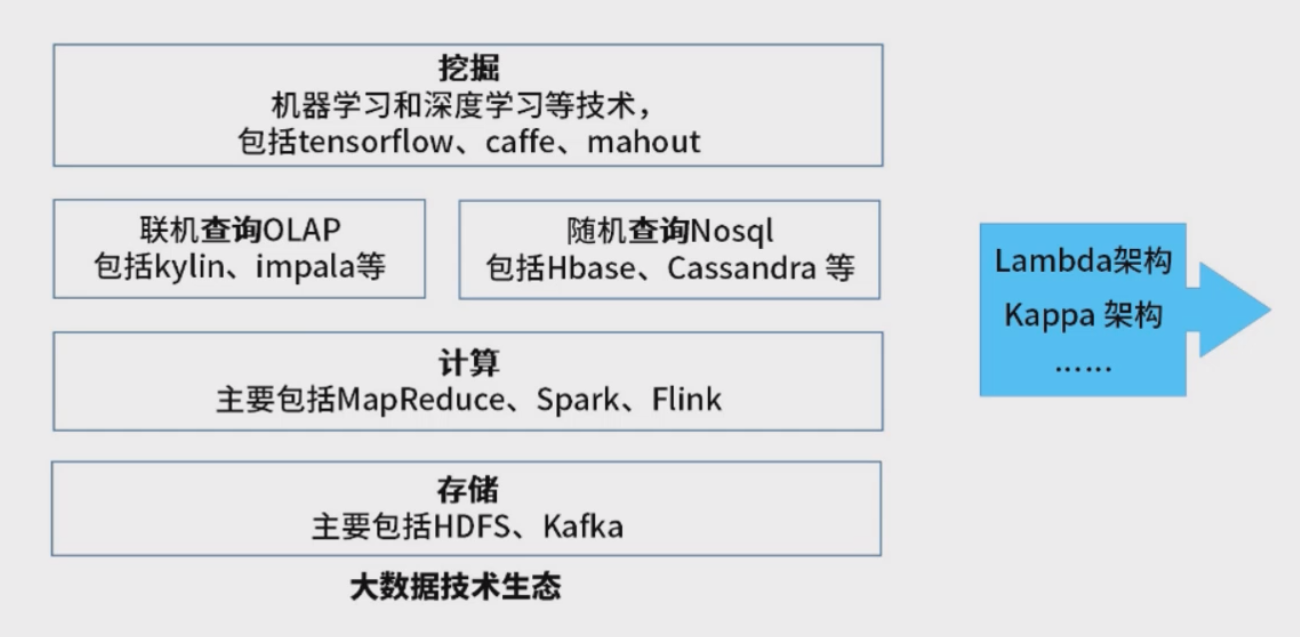 挖掘
机器学习和深度学习等技术，
包括tensorflow、caffe、mahout
联机查询OLAP
包括kylin、impala等
随机查询Nosql
包括Hbase、Cassandra 等
计算
主要包括MapReduce、Spark、Flink
存储
主要包括HDFS、Kafka
大数据技术生态
Lambda架构
Kappa 架构
……